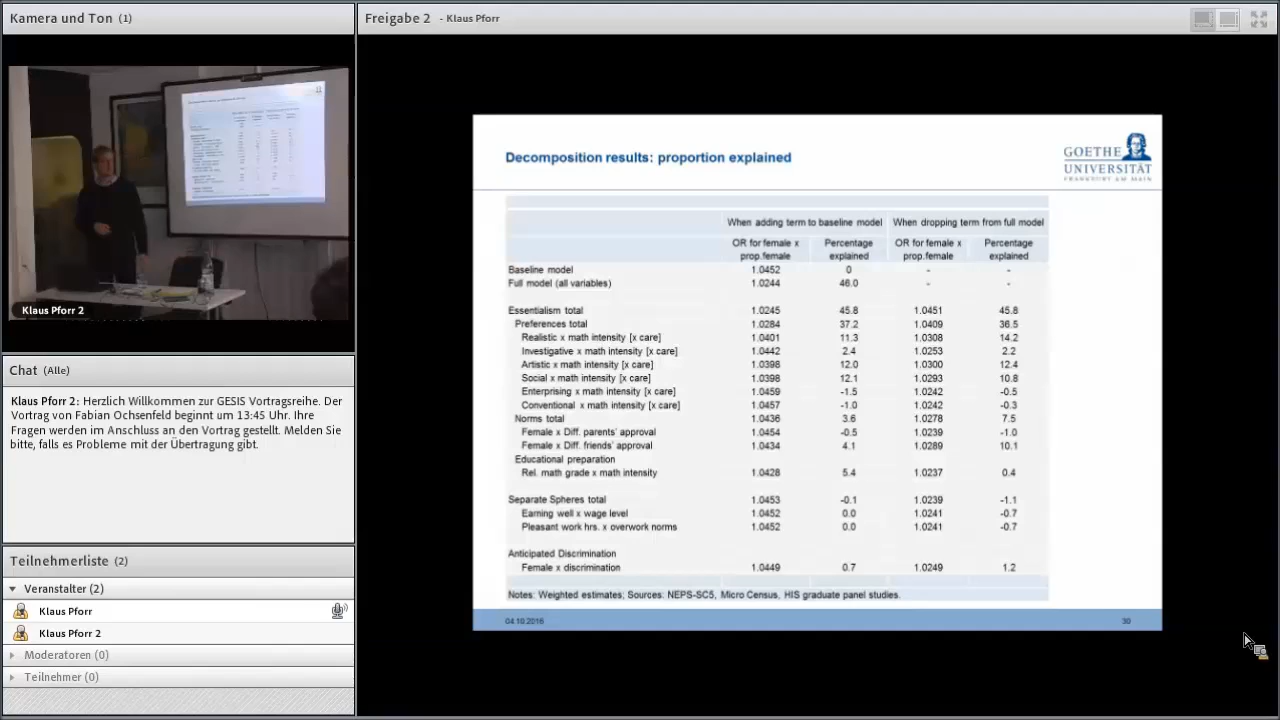 Kamera und Ton (1)
Klaus Pforr 2
Chat (Alle)
Klaus Pforr 2: Herzlich Willkommen zur GESIS Vortragsreihe. Der
Vortrag von Fabian Ochsenfeld beginnt um 13:45 Uhr. Ihre
Fragen werden im Anschluss an den Vortrag gestellt. Melden Sie
bitte, falls es Probleme mit der Übertragung gibt.
Teilnehmerliste (2)
Veranstalter (2)
Klaus Pforr
Klaus Pforr 2
Moderatoren (0)
Teilnehmer (0)
Freigabe 2 - Klaus Pforr
Decomposition results: proportion explained
GOETHE
UNIVERSITÄT
FRANKFURT AM MAIN
When adding term to baseline model When dropping term from full model
OR for female x Percentage OR for female x Percentage
prop.female explained prop.female explained
Baseline model 1.0452 0 - -
Full model (all variables) 1.0244 46.0 - -
Essentialism total 1.0245 45.8 1.0451 45.8
Preferences total 1.0284 37.2 1.0409 36.5
Realistic x math intensity [x care] 1.0401 11.3 1.0308 14.2
Investigative x math intensity [x care] 1.0442 2.4 1.0253 2.2
Artistic x math intensity [x care] 1.0398 12.0 1.0300 12.4
Social x math intensity [x care] 1.0398 12.1 1.0293 10.8
Enterprising x math intensity [x care] 1.0459 -1.5 1.0242 -0.5
Conventional x math intensity [x care] 1.0457 -1.0 1.0242 -0.3
Norms total 1.0436 3.6 1.0278 7.5
Female x Diff. parents' approval 1.0454 -0.5 1.0239 -1.0
Female x Diff. friends' approval 1.0434 4.1 1.0289 10.1
Educational preparation
Rel. math grade x math intensity 1.0428 5.4 1.0237 0.4
Separate Spheres total 1.0453 -0.1 1.0239 -1.1
Earning well x wage level 1.0452 0.0 1.0241 -0.7
Pleasant work hrs. x overwork norms 1.0452 0.0 1.0241 -0.7
Anticipated Discrimination
Female x discrimination 1.0449 0.7 1.0249 1.2
Notes: Weighted estimates; Sources: NEPS-SC5, Micro Census, HIS graduate panel studies.
04.10.2016 30